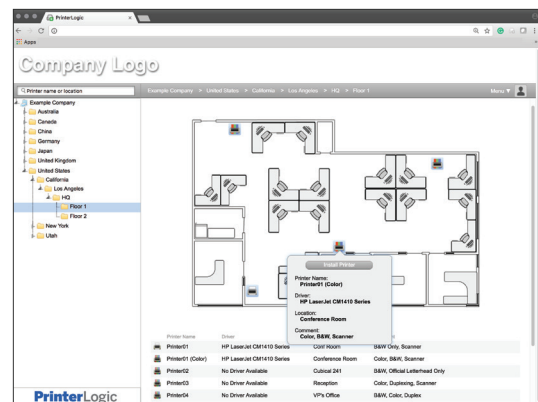 PrinterLogic
Apps
Company Logo
Printer name or location
Example Company > United States > California > Los Angeles > HQ > Floor 1
Menu ▼
Example Company
Australia
Canada
China
Germany
Japan
United Kingdom
United States
California
Los Angeles
HQ
Floor 1
Floor 2
New York
Utah
Install Printer
Printer Name:
Printer01 (Color)
Driver:
HP LaserJet CM1410 Series
Location:
Conference Room
Comment:
Color, B&W, Scanner
Printer Name Driver
Printer01 HP LaserJet CM1410 Series Conf Room B&W Only, Scanner
Printer01 (Color) HP LaserJet CM1410 Series Conference Room Color, B&W, Scanner
Printer02 No Driver Available Cubical 241 B&W, Official Letterhead Only
Printer03 No Driver Available Reception Color, Duplexing, Scanner
Printer04 No Driver Available VP's Office B&W, Color, Duplex
PrinterLogic